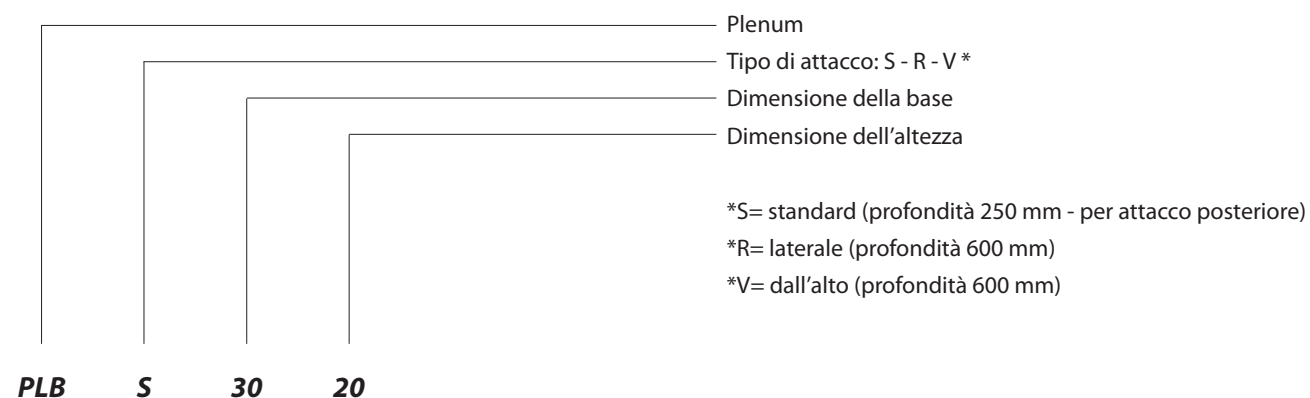 Plenum
Tipo di attacco: S - R - V *
Dimensione della base
Dimensione dell’altezza
*S= standard (profondità 250 mm - per attacco posteriore)
*R= laterale (profondità 600 mm)
*V= dall’alto (profondità 600 mm)
PLB S 30 20